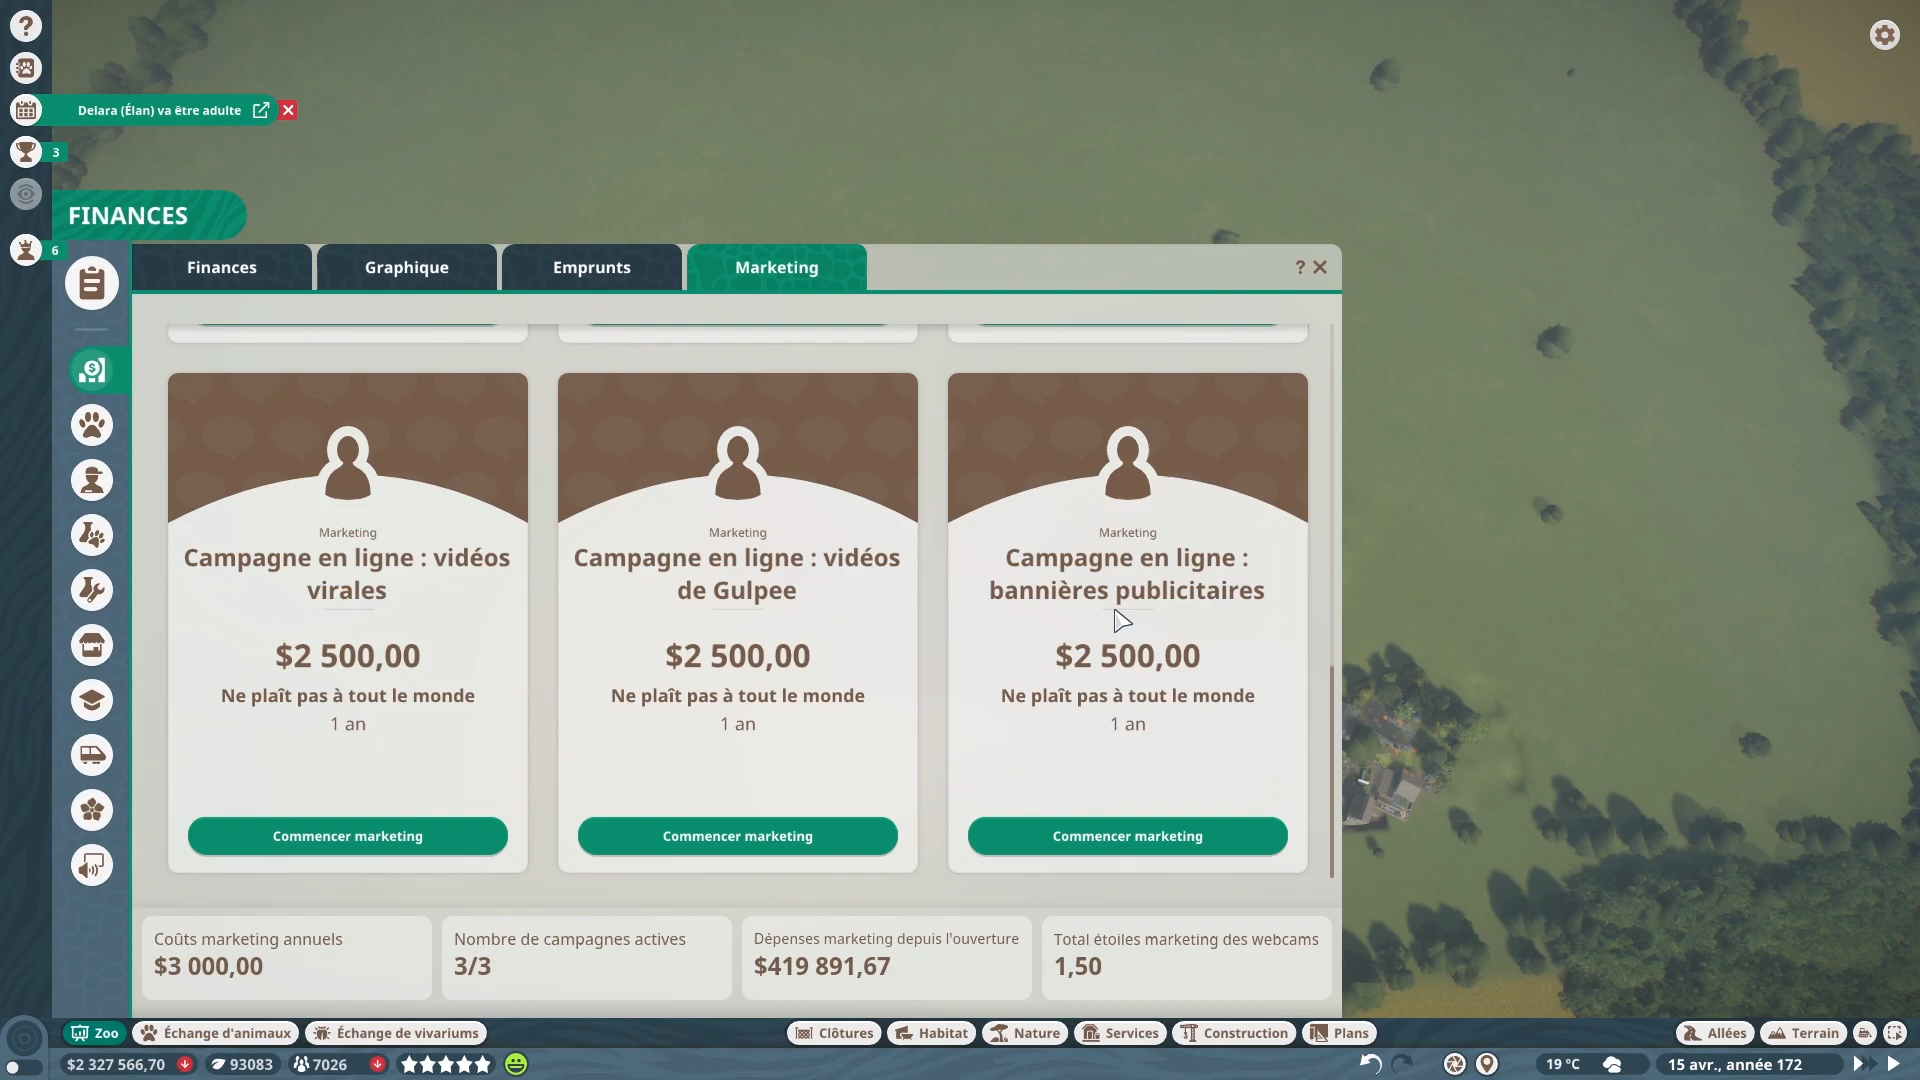 ?
Delara (Élan) va être adulte
3
6
FINANCES
Finances
Graphique
Emprunts
Marketing
?
Marketing
Campagne en ligne : vidéos
virales
$2 500,00
Ne plaît pas à tout le monde
1 an
Commencer marketing
Marketing
Campagne en ligne : vidéos
de Gulpee
$2 500,00
Ne plaît pas à tout le monde
1 an
Commencer marketing
Marketing
Campagne en ligne :
bannières publicitaires
$2 500,00
Ne plaît pas à tout le monde
1 an
Commencer marketing
Coûts marketing annuels
$3 000,00
Nombre de campagnes actives
3/3
Dépenses marketing depuis l'ouverture
$419 891,67
Total étoiles marketing des webcams
1,50
Zoo
Échange d'animaux
Échange de vivariums
Clôtures
Habitat
Nature
Services
Construction
Plans
Allées
Terrain
$2 327 566,70
93083
7026
19 °C
15 avr., année 172